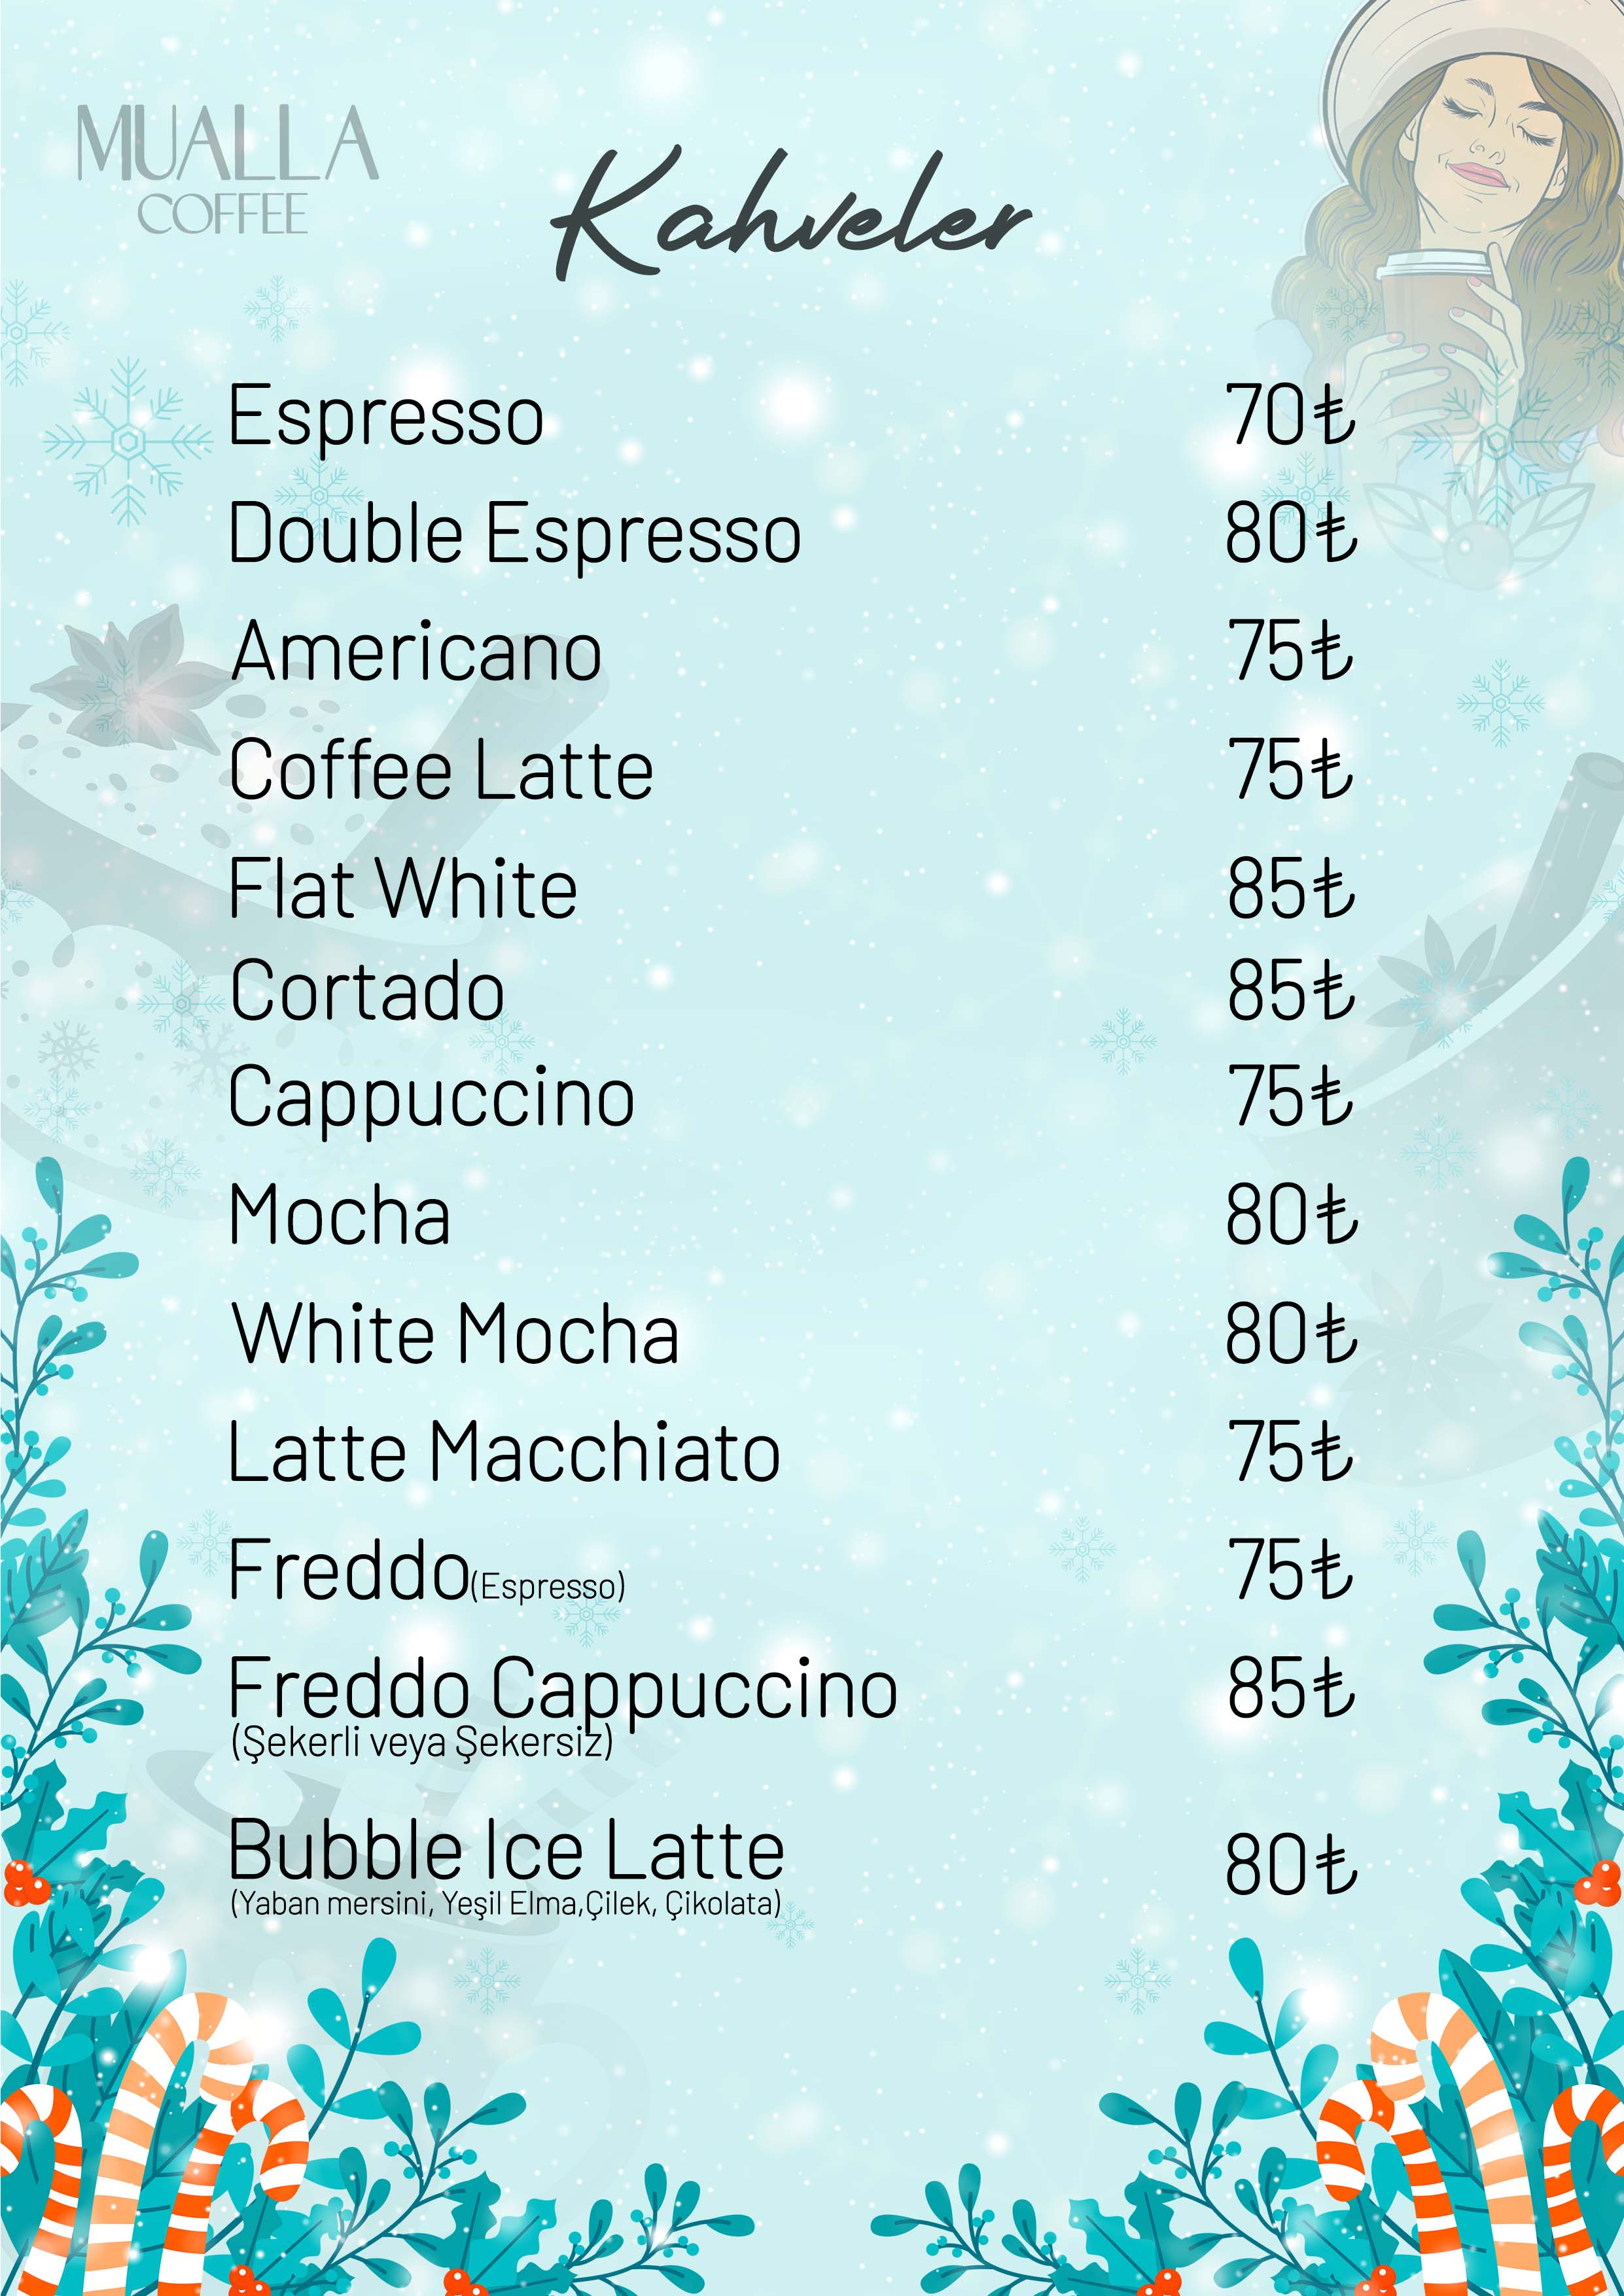 MUALLA
COFFEE
Kahveler
Espresso 70₺
Double Espresso 80₺
Americano 75₺
Coffee Latte 75₺
Flat White 85₺
Cortado 85₺
Cappuccino 75₺
Mocha 80₺
White Mocha 80₺
Latte Macchiato 75₺
Freddo(Espresso) 75₺
Freddo Cappuccino 85₺
(Şekerli veya Şekersiz)
Bubble Ice Latte 80₺
(Yaban mersini, Yeşil Elma,Çilek, Çikolata)